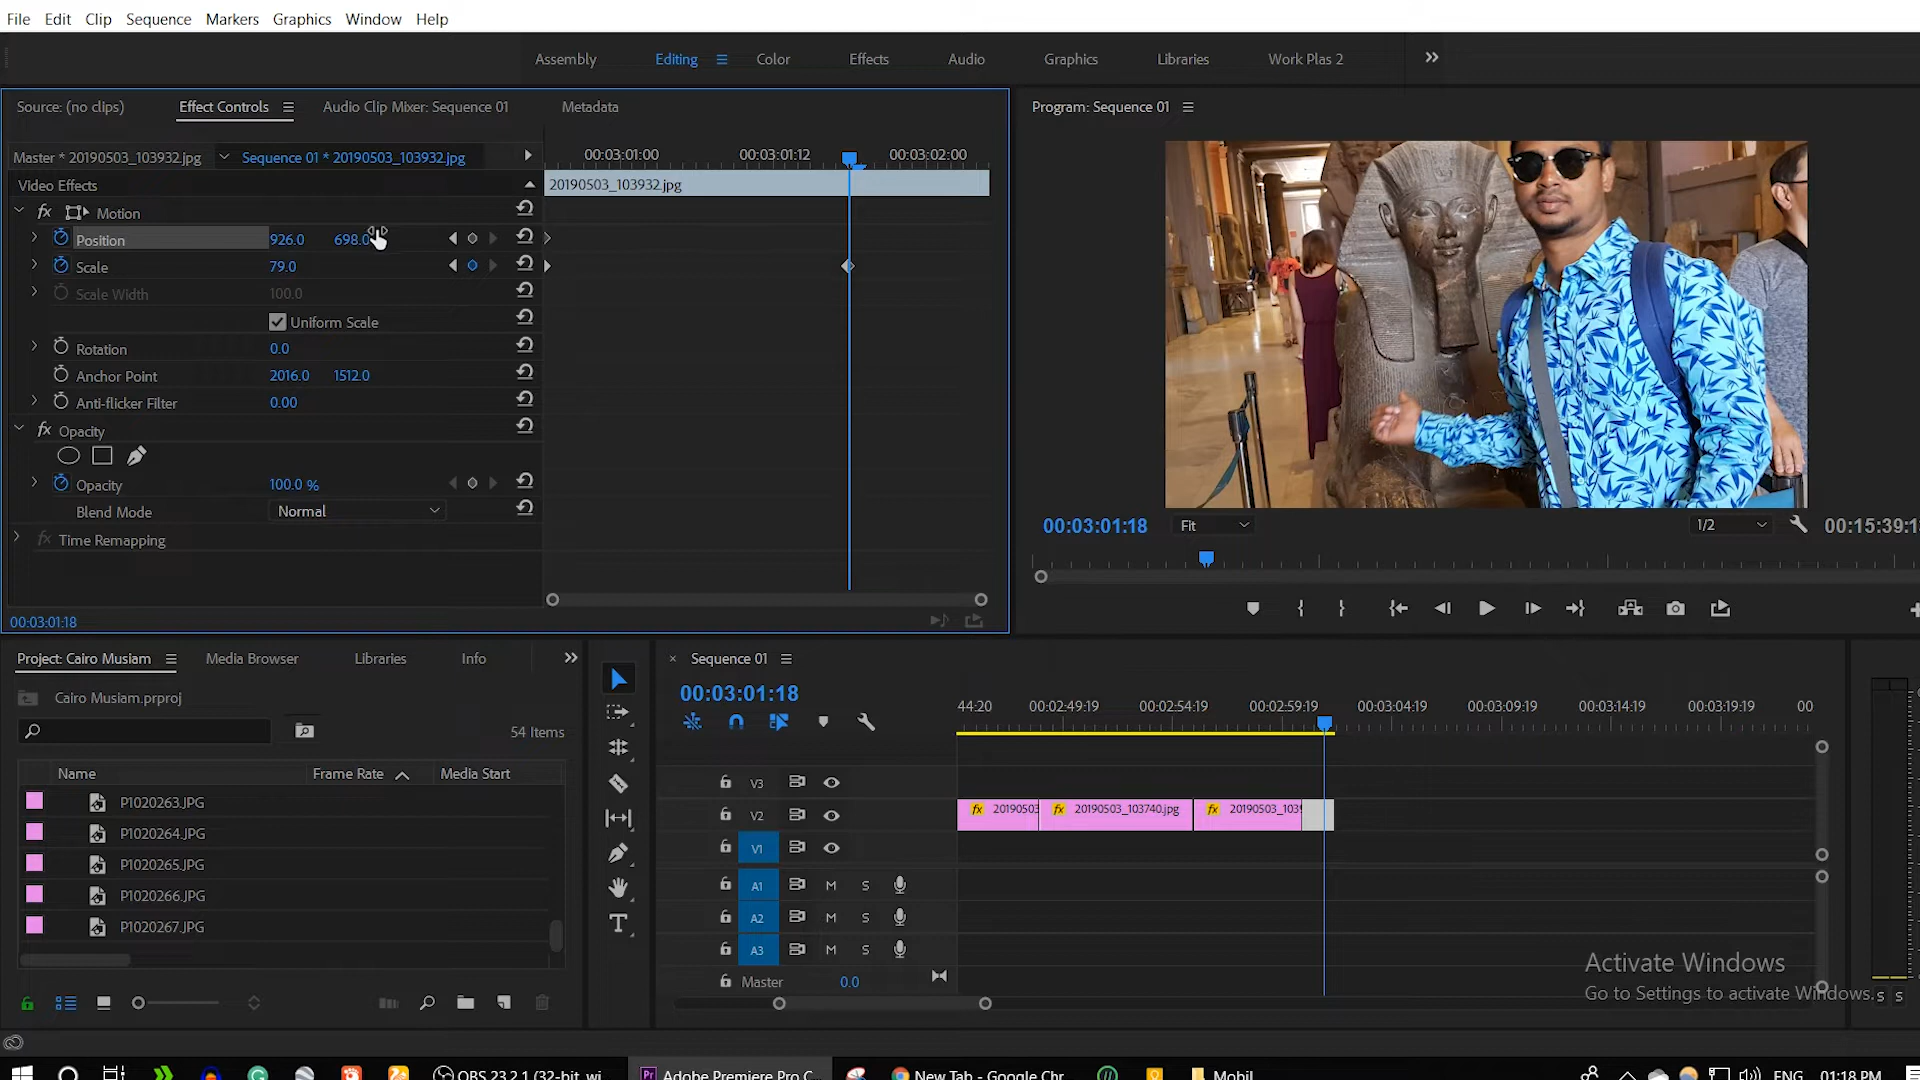 File Edit Clip Sequence Markers Graphics Window Help
Assembly Editing Color Effects Audio Graphics Libraries Work Plas 2
Source: (no clips) Effect Controls Audio Clip Mixer: Sequence 01 Metadata
Program: Sequence 01
Master * 20190503_103932.jpg Sequence 01 * 20190503_103932.jpg
00:03:01:00 00:03:01:12 00:03:02:00
Video Effects
20190503_103932.jpg
fx Motion
Position 926.0 698.0
Scale 79.0
Scale Width 100.0
Uniform Scale
Rotation 0.0
Anchor Point 2016.0 1512.0
Anti-flicker Filter 0.00
fx Opacity
Opacity 100.0 %
Blend Mode Normal
fx Time Remapping
00:03:01:18
00:03:01:18 Fit 1/2 00:15:39:1
Project: Cairo Musiam Media Browser Libraries Info
Cairo Musiam.prproj
54 Items
Name Frame Rate Media Start
P1020263.JPG
P1020264.JPG
P1020265.JPG
P1020266.JPG
P1020267.JPG
Sequence 01
00:03:01:18
44:20 00:02:49:19 00:02:54:19 00:02:59:19 00:03:04:19 00:03:09:19 00:03:14:19 00:03:19:19 00
V3
V2
fx 20190503 fx 20190503_103740.jpg fx 20190503_103
V1
A1 M S
A2 M S
A3 M S
Master 0.0
S S
Activate Windows
Go to Settings to activate Windows.
OBS 23.2.1 (32-bit, wi Pr Adobe Premiere Pro C... New Tab - Google Chr Mobil ENG 01:18 PM